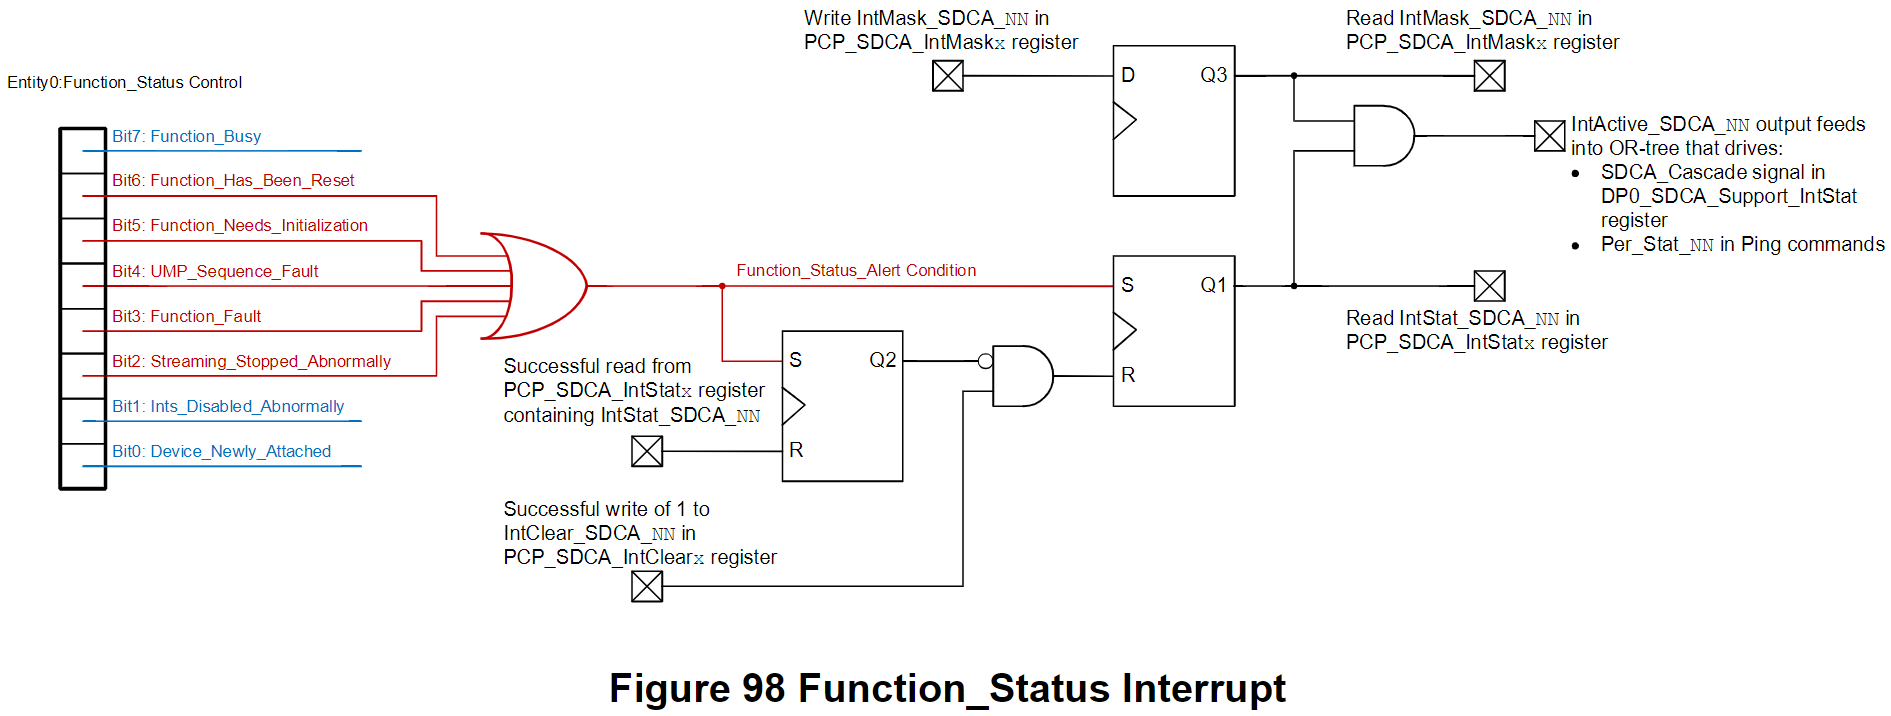 Write IntMask_SDCA_NN in
PCP_SDCA_IntMaskx register
Read IntMask_SDCA_NN in
PCP_SDCA_IntMaskx register
Entity0:Function_Status Control
D
Q3
Bit7: Function_Busy
Bit6: Function_Has_Been_Reset
Bit5: Function_Needs_Initialization
Bit4: UMP_Sequence_Fault
Bit3: Function_Fault
Bit2: Streaming_Stopped_Abnormally
Bit1: Ints_Disabled_Abnormally
Bit0: Device_Newly_Attached
IntActive_SDCA_NN output feeds
into OR-tree that drives:
• SDCA_Cascade signal in
DP0_SDCA_Support_IntStat
register
• Per_Stat_NN in Ping commands
Function_Status_Alert Condition
S
Q1
R
Read IntStat_SDCA_NN in
PCP_SDCA_IntStatx register
Successful read from
PCP_SDCA_IntStatx register
containing IntStat_SDCA_NN
S
Q2
R
Successful write of 1 to
IntClear_SDCA_NN in
PCP_SDCA_IntClearx register
Figure 98 Function_Status Interrupt